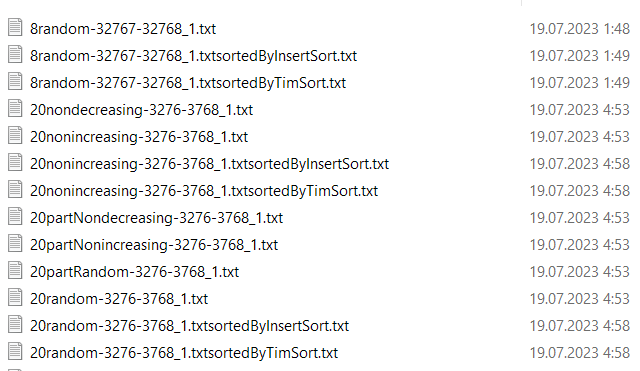 8random-32767-32768_1.txt 19.07.2023 1:48
8random-32767-32768_1.txtsortedByInsertSort.txt 19.07.2023 1:49
8random-32767-32768_1.txtsortedByTimSort.txt 19.07.2023 1:49
20nondecreasing-3276-3768_1.txt 19.07.2023 4:53
20nonincreasing-3276-3768_1.txt 19.07.2023 4:53
20nonincreasing-3276-3768_1.txtsortedByInsertSort.txt 19.07.2023 4:58
20nonincreasing-3276-3768_1.txtsortedByTimSort.txt 19.07.2023 4:58
20partNondecreasing-3276-3768_1.txt 19.07.2023 4:53
20partNonincreasing-3276-3768_1.txt 19.07.2023 4:53
20partRandom-3276-3768_1.txt 19.07.2023 4:53
20random-3276-3768_1.txt 19.07.2023 4:53
20random-3276-3768_1.txtsortedByInsertSort.txt 19.07.2023 4:58
20random-3276-3768_1.txtsortedByTimSort.txt 19.07.2023 4:58